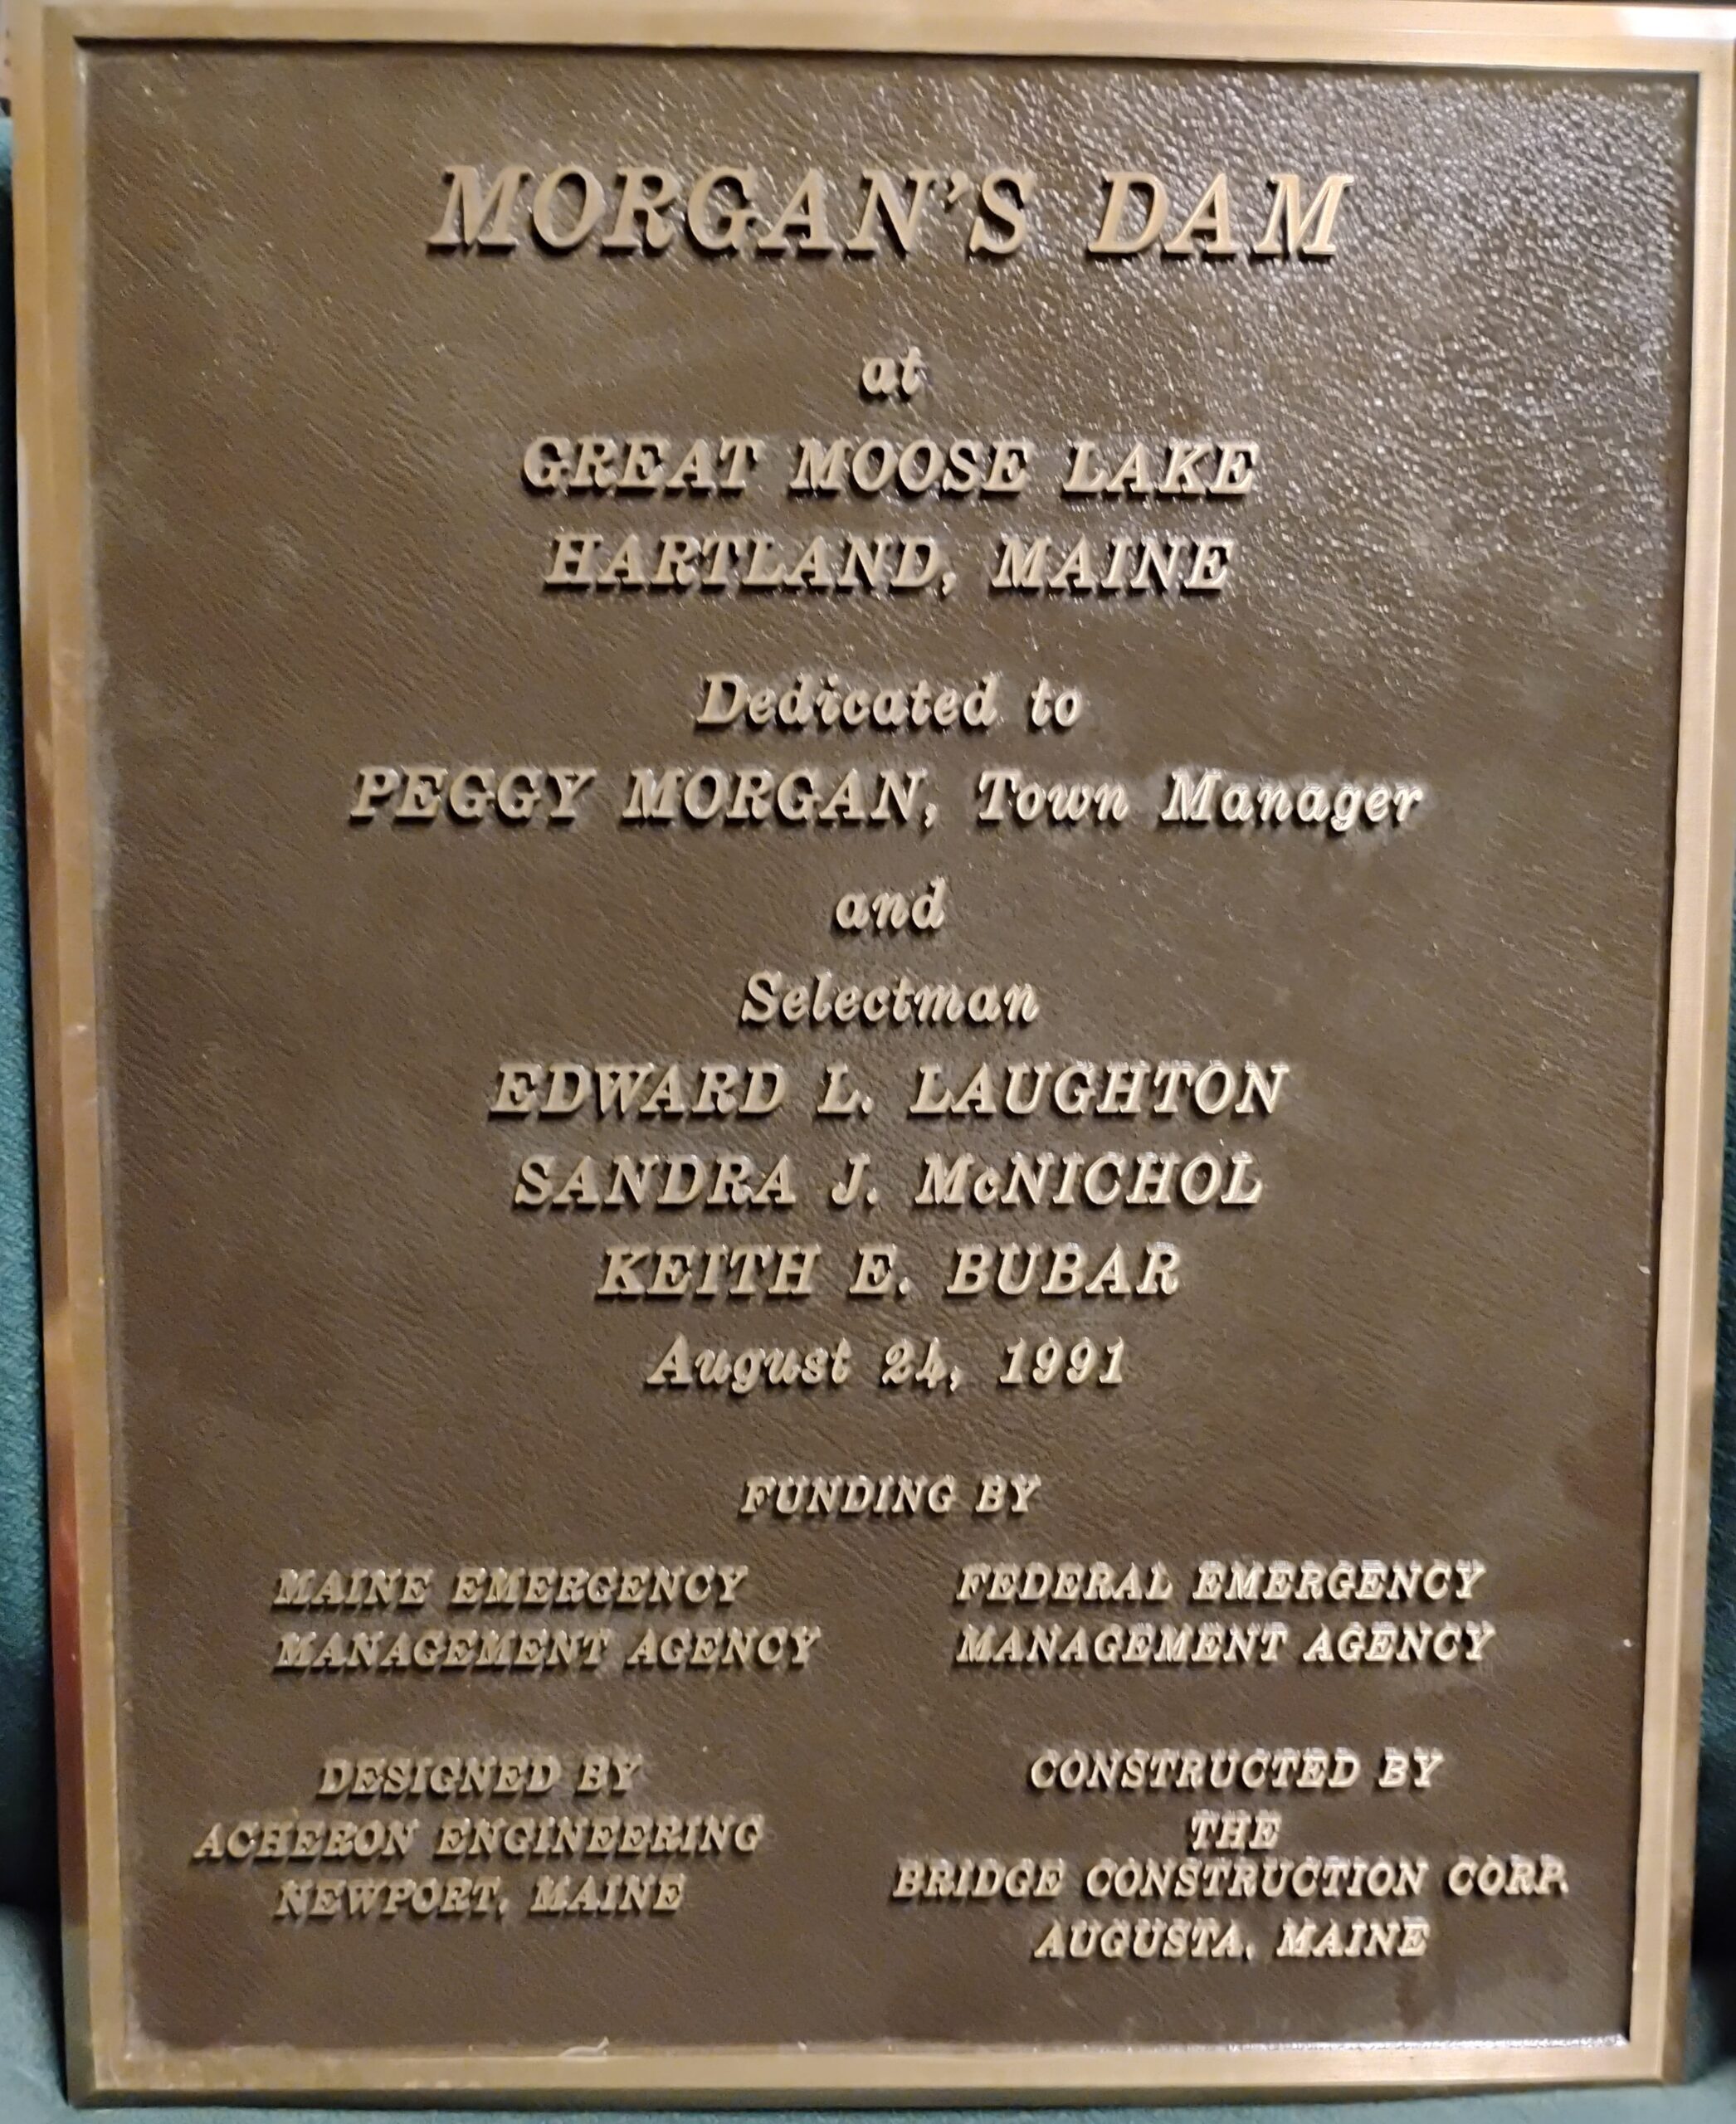 MORGAN'S DAM
at
GREAT MOOSE LAKE
HARTLAND, MAINE
Dedicated to
PEGGY MORGAN, Town Manager
and
Selectman
EDWARD L. LAUGHTON
SANDRA J. McNICHOL
KEITH E. BUBAR
August 24, 1991
FUNDING BY
MAINE EMERGENCY
MANAGEMENT AGENCY
FEDERAL EMERGENCY
MANAGEMENT AGENCY
DESIGNED BY
ACHERON ENGINEERING
NEWPORT, MAINE
CONSTRUCTED BY
THE
BRIDGE CONSTRUCTION CORP.
AUGUSTA, MAINE